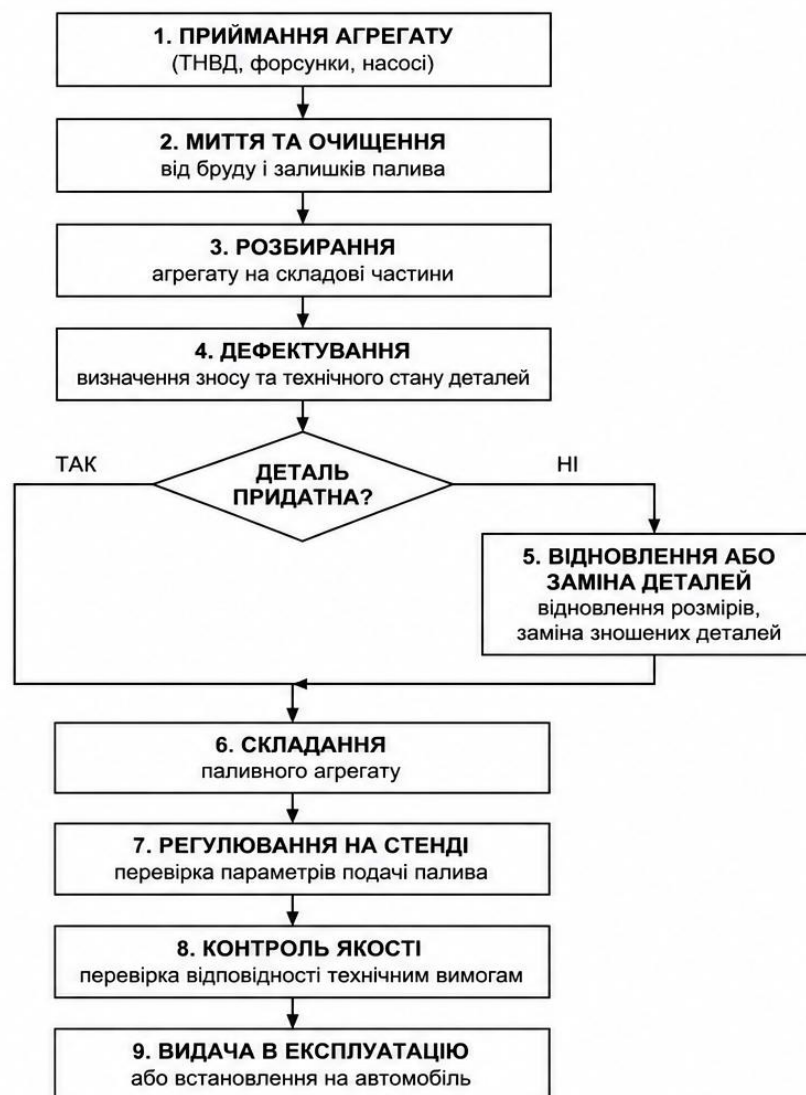 1. ПРИЙМАННЯ АГРЕГАТУ
(ТНВД, форсунки, насосі)
2. МИТТЯ ТА ОЧИЩЕННЯ
від бруду і залишків палива
3. РОЗБИРАННЯ
агрегату на складові частини
4. ДЕФЕКТУВАННЯ
визначення зносу та технічного стану деталей
ТАК
ДЕТАЛЬ
ПРИДАТНА?
НІ
5. ВІДНОВЛЕННЯ АБО
ЗАМІНА ДЕТАЛЕЙ
відновлення розмірів,
заміна зношених деталей
6. СКЛАДАННЯ
паливного агрегату
7. РЕГУЛЮВАННЯ НА СТЕНДІ
перевірка параметрів подачі палива
8. КОНТРОЛЬ ЯКОСТІ
перевірка відповідності технічним вимогам
9. ВИДАЧА В ЕКСПЛУАТАЦІЮ
або встановлення на автомобіль